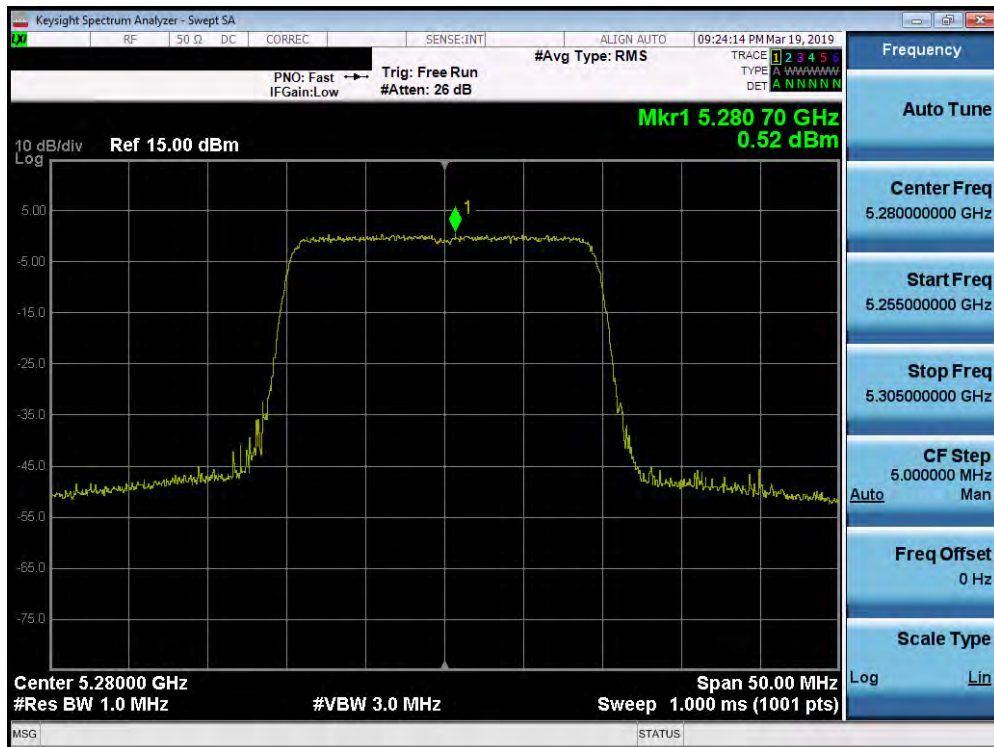 Keysight Spectrum Analyzer - Swept SA
LXI RF 50 Ω DC CORREC SENSE:INT ALIGN AUTO 09:24:14 PM Mar 19, 2019
PNO: Fast
IFGain:Low
Trig: Free Run
#Atten: 26 dB
#Avg Type: RMS
TRACE 1 2 3 4 5 6
TYPE A WWWWW
DET A N N N N N
Mkr1 5.280 70 GHz
0.52 dBm
10 dB/div Ref 15.00 dBm
Log
1
5.00
-5.00
-15.0
-25.0
-35.0
-45.0
-55.0
-65.0
-75.0
Center 5.28000 GHz Span 50.00 MHz
#Res BW 1.0 MHz #VBW 3.0 MHz Sweep 1.000 ms (1001 pts)
MSG STATUS
Frequency
Auto Tune
Center Freq
5.280000000 GHz
Start Freq
5.255000000 GHz
Stop Freq
5.305000000 GHz
CF Step
5.000000 MHz
Auto Man
Freq Offset
0 Hz
Scale Type
Log Lin